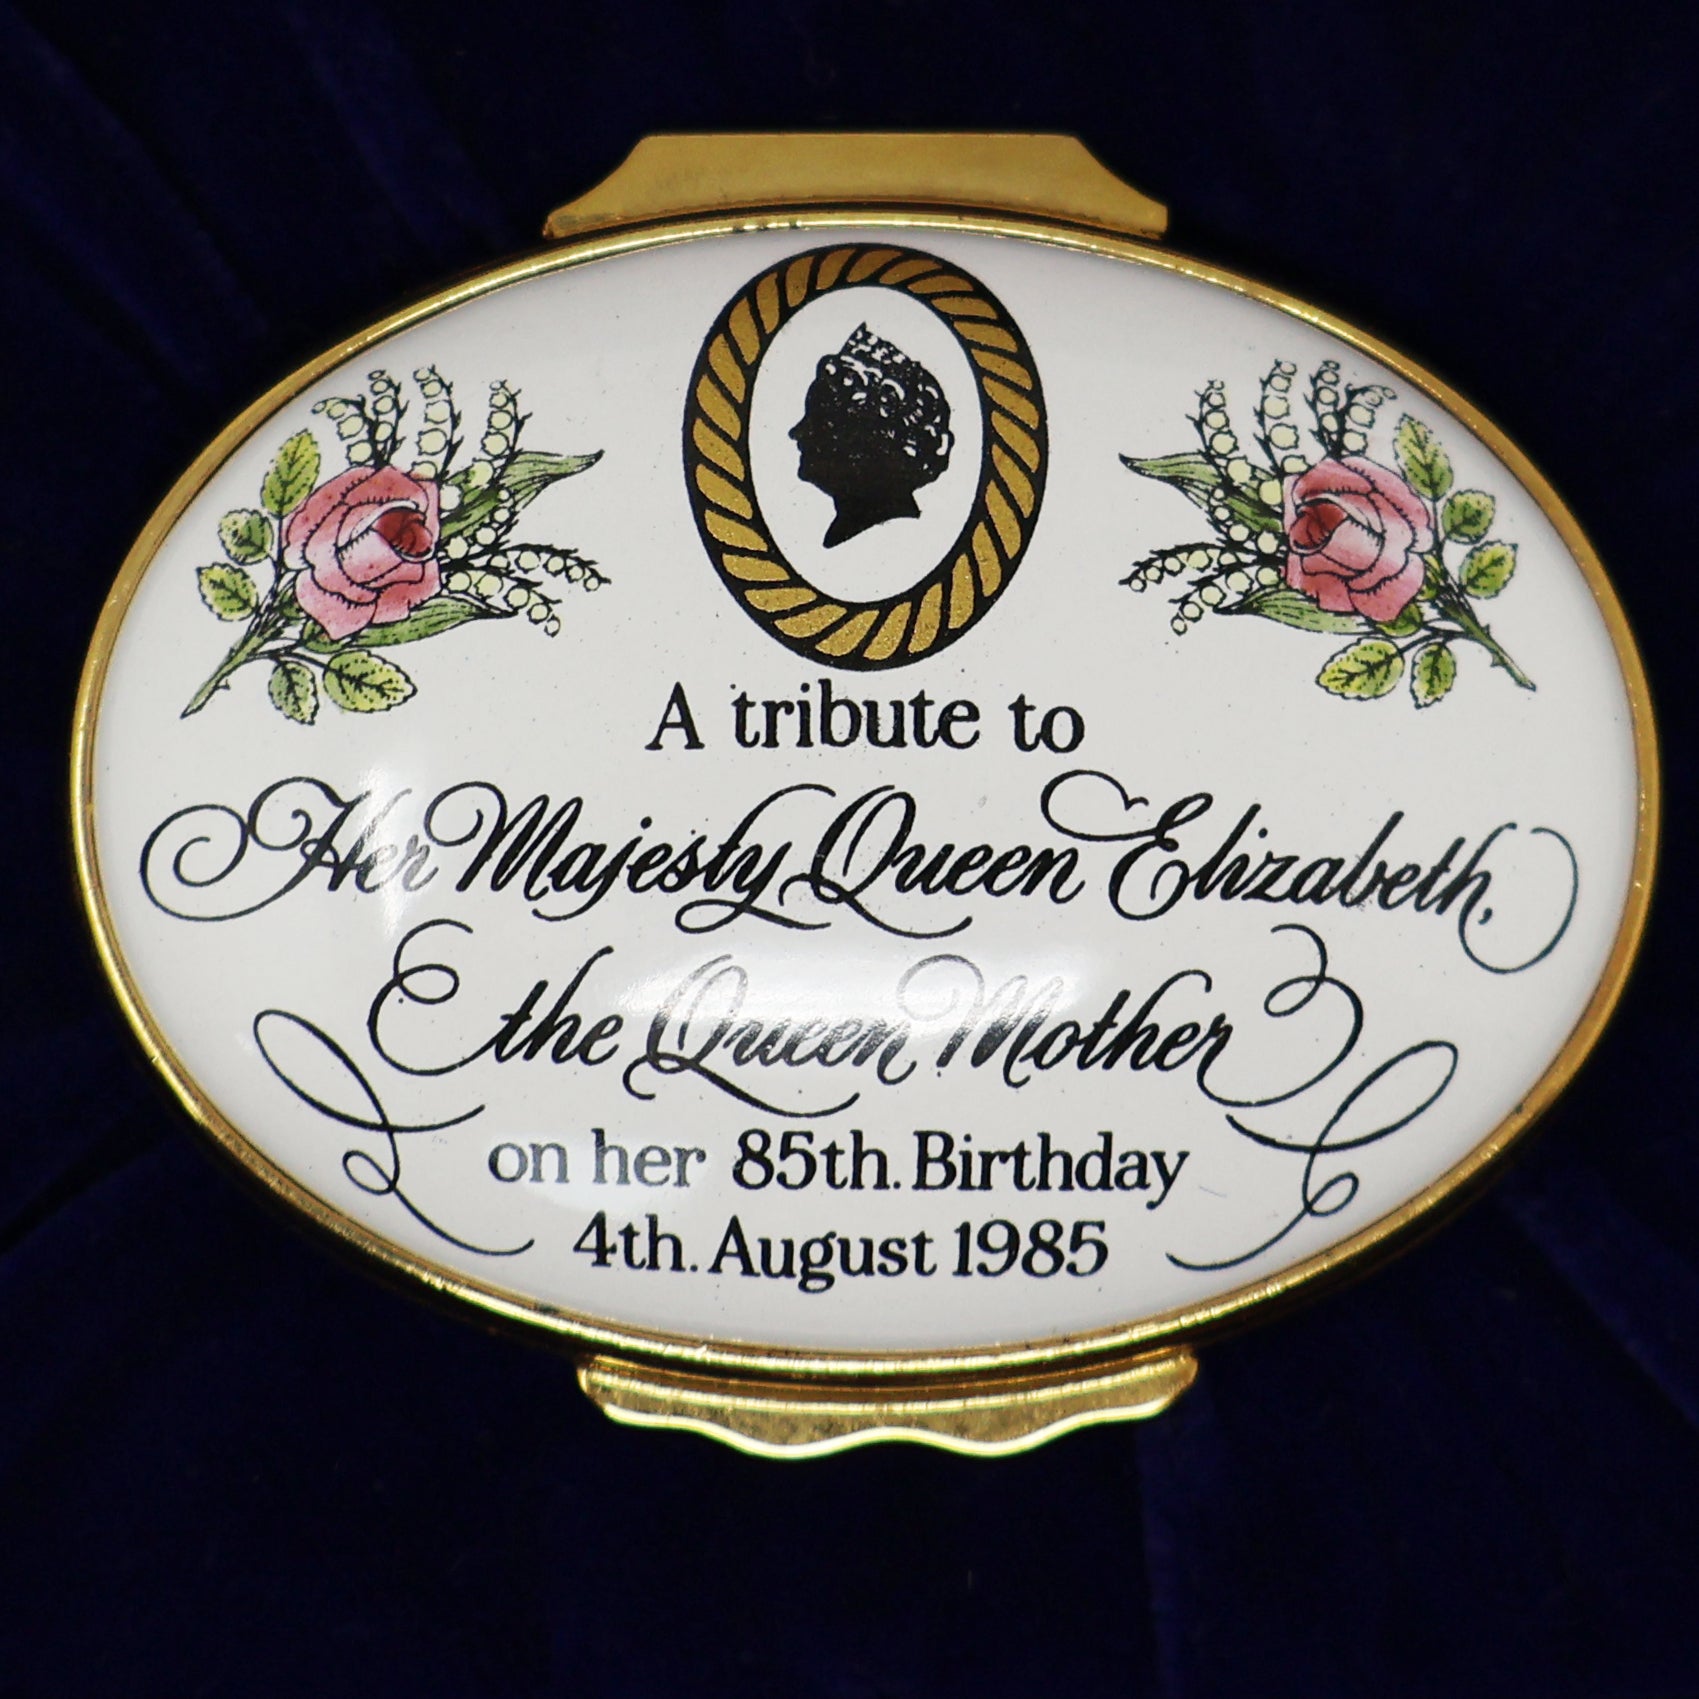 A tribute to
Her Majesty Queen Elizabeth,
the Queen Mother
on her 85th. Birthday
4th. August 1985